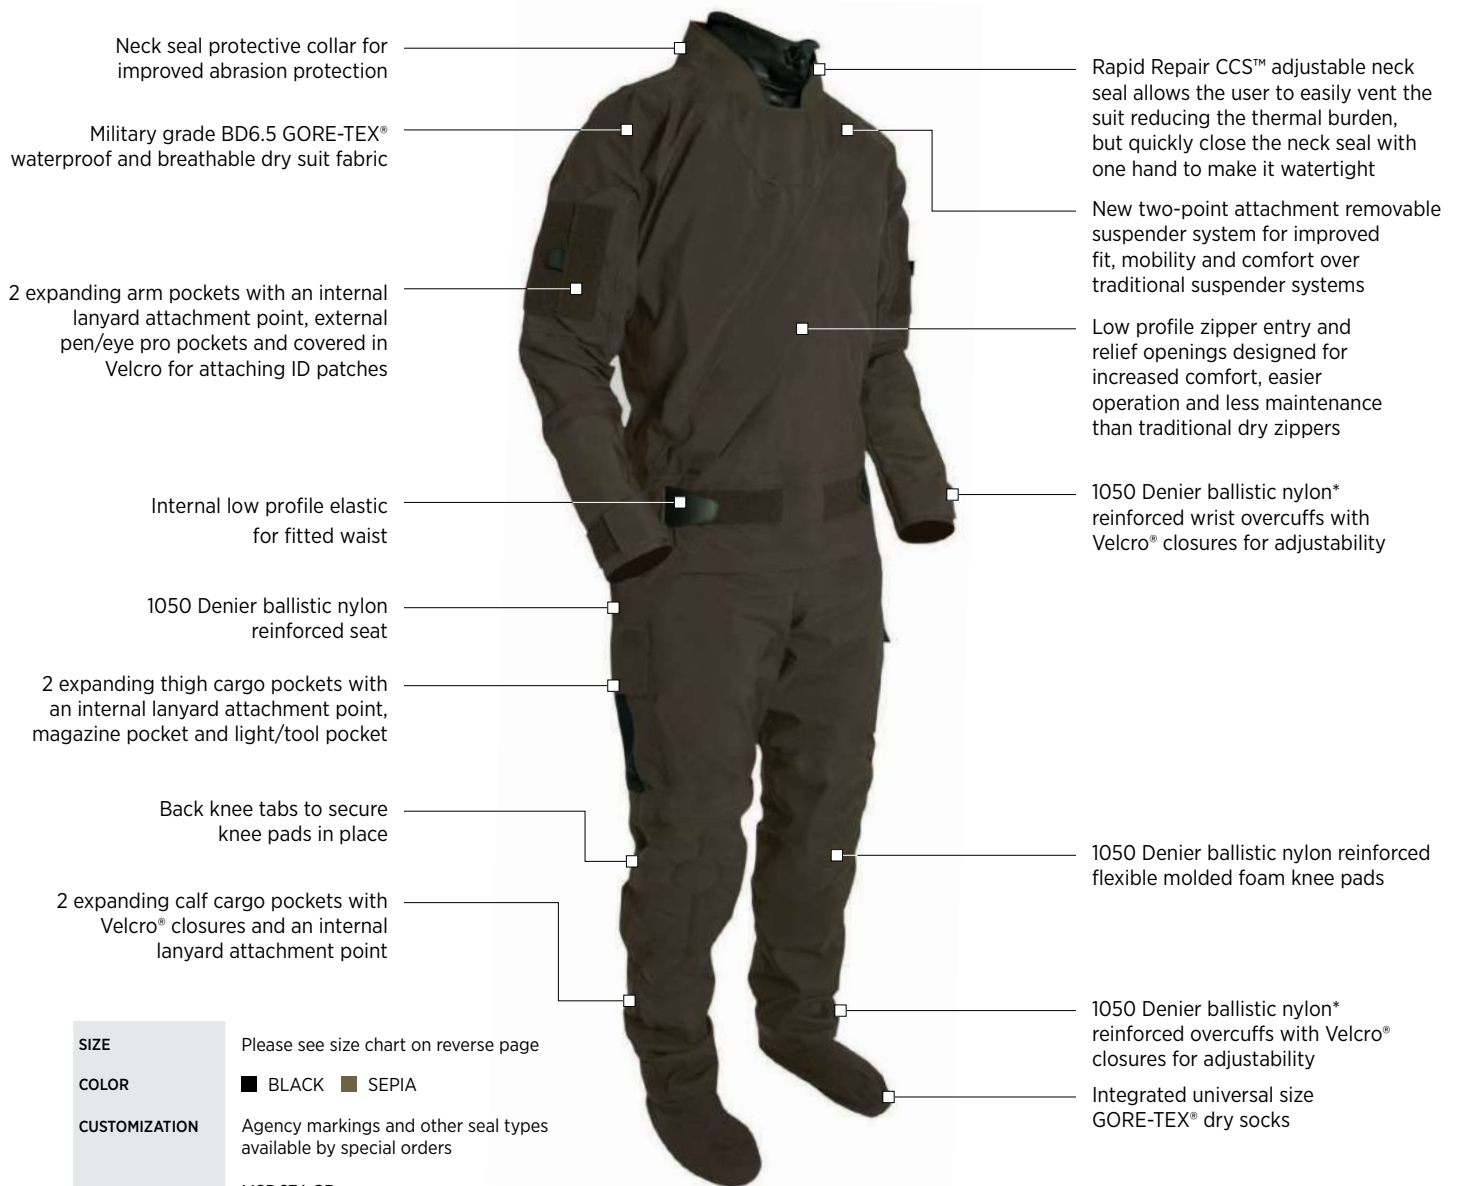 Neck seal protective collar for
improved abrasion protection
Military grade BD6.5 GORE-TEX®
waterproof and breathable dry suit fabric
2 expanding arm pockets with an internal
lanyard attachment point, external
pen/eye pro pockets and covered in
Velcro for attaching ID patches
Internal low profile elastic
for fitted waist
1050 Denier ballistic nylon
reinforced seat
2 expanding thigh cargo pockets with
an internal lanyard attachment point,
magazine pocket and light/tool pocket
Back knee tabs to secure
knee pads in place
2 expanding calf cargo pockets with
Velcro® closures and an internal
lanyard attachment point
Rapid Repair CCS™ adjustable neck
seal allows the user to easily vent the
suit reducing the thermal burden,
but quickly close the neck seal with
one hand to make it watertight
New two-point attachment removable
suspender system for improved
fit, mobility and comfort over
traditional suspender systems
Low profile zipper entry and
relief openings designed for
increased comfort, easier
operation and less maintenance
than traditional dry zippers
1050 Denier ballistic nylon*
reinforced wrist overcuffs with
Velcro® closures for adjustability
1050 Denier ballistic nylon reinforced
flexible molded foam knee pads
1050 Denier ballistic nylon*
reinforced overcuffs with Velcro®
closures for adjustability
Integrated universal size
GORE-TEX® dry socks
SIZE Please see size chart on reverse page
COLOR BLACK SEPIA
CUSTOMIZATION Agency markings and other seal types
available by special orders